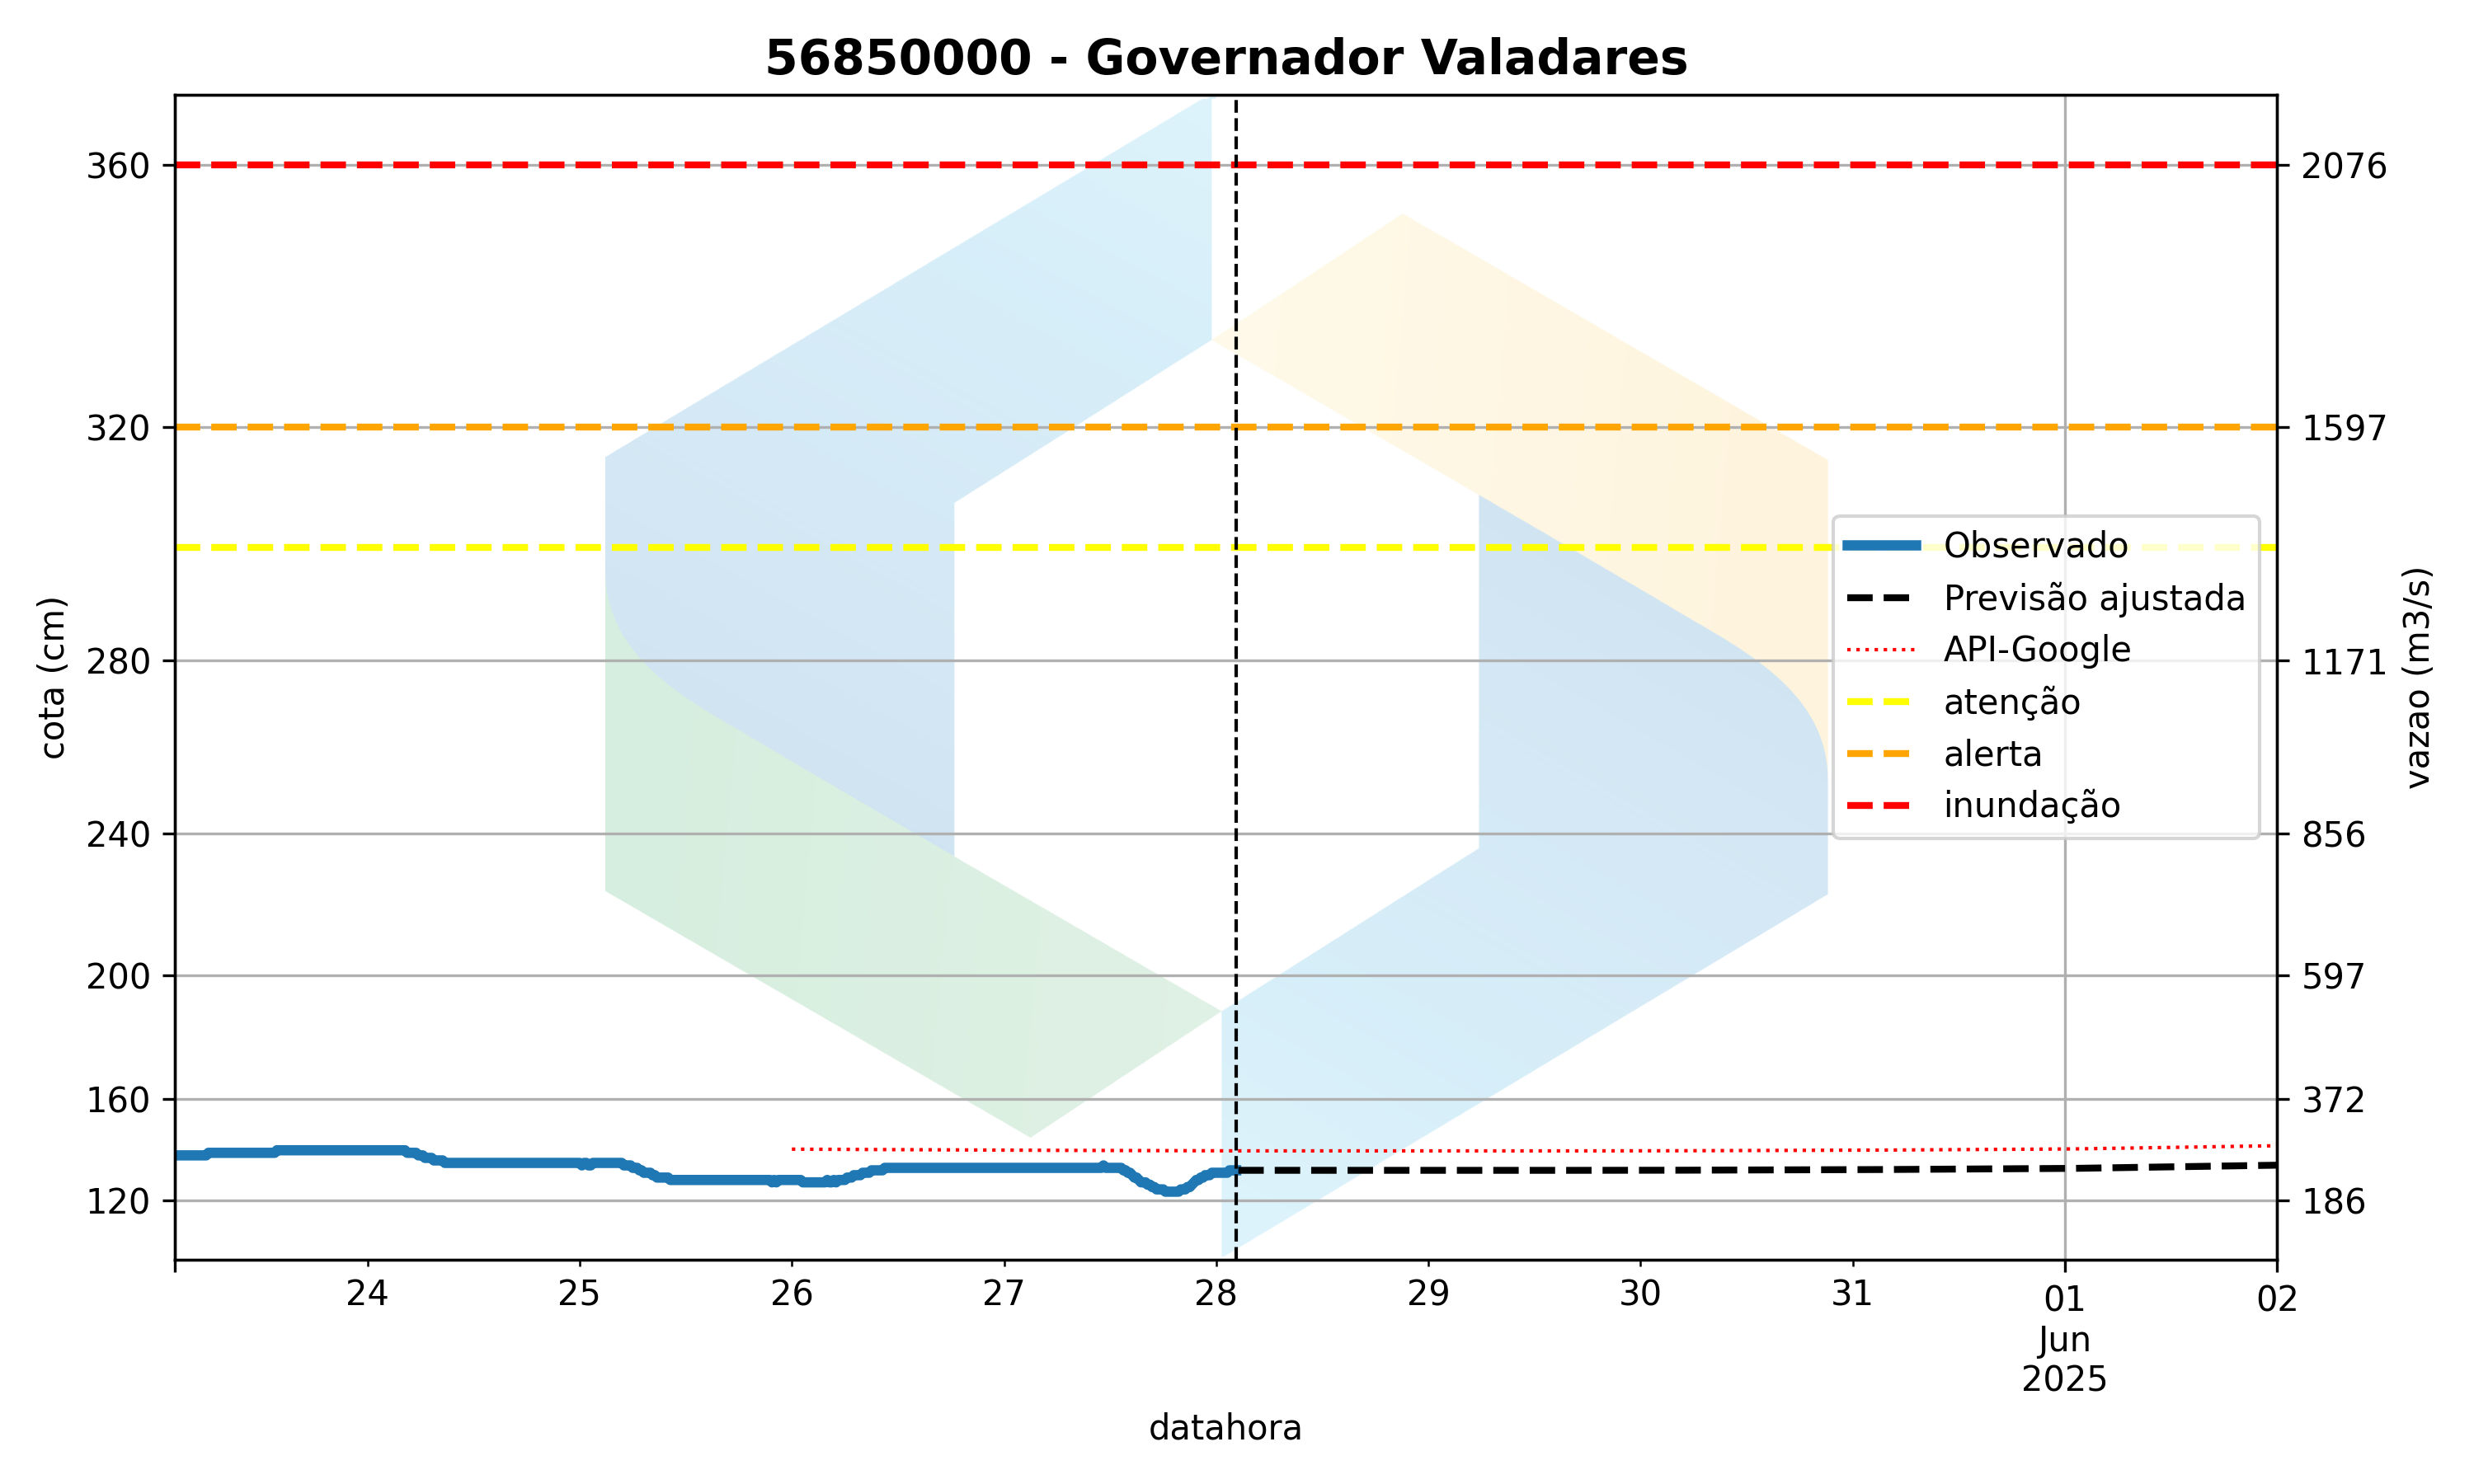 56850000 - Governador Valadares
cota (cm)
360
320
280
240
200
160
120
2076
1597
1171
856
597
372
186
vazao (m3/s)
Observado
Previsão ajustada
API-Google
atenção
alerta
inundação
24 25 26 27 28 29 30 31 01 02
Jun
2025
datahora